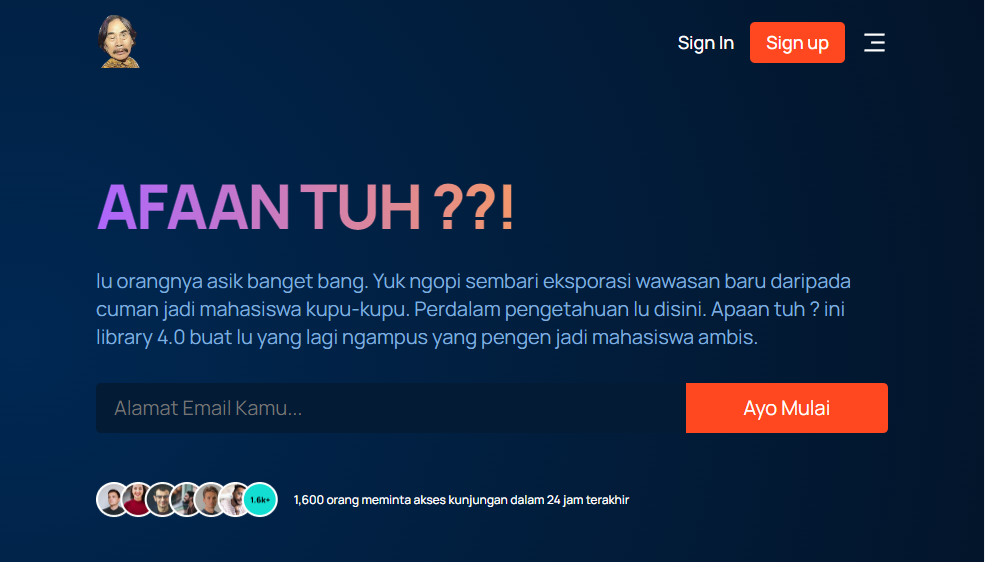 Sign In
Sign up
AFAAN TUH ??!
lu orangnya asik banget bang. Yuk ngopi sembari eksporasi wawasan baru daripada
cuman jadi mahasiswa kupu-kupu. Perdalam pengetahuan lu disini. Apaan tuh ? ini
library 4.0 buat lu yang lagi ngampus yang pengen jadi mahasiswa ambis.
Alamat Email Kamu...
Ayo Mulai
1.6k+
1,600 orang meminta akses kunjungan dalam 24 jam terakhir